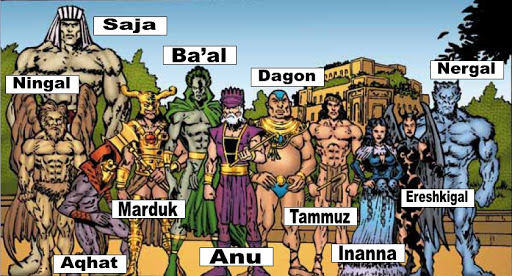 Saja
Ba'al
Dagon
Nergal
Ningal
Marduk
Ereshkigal
Tammuz
Aqhat
Anu
Inanna